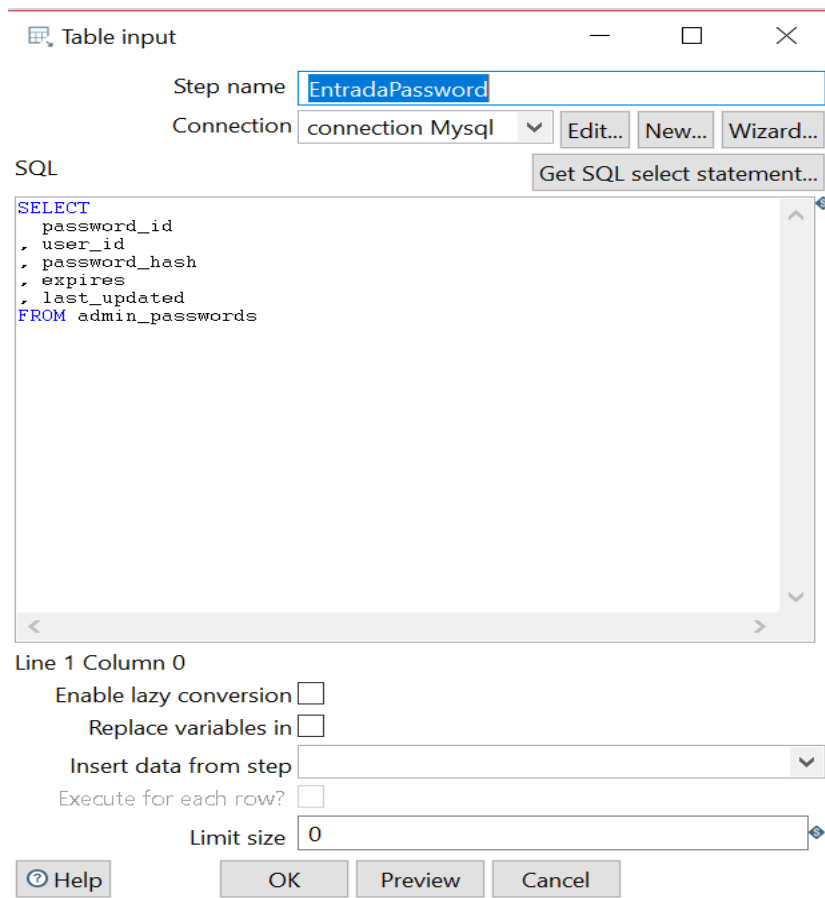 Table input
Step name EntradaPassword
Connection connection Mysql Edit... New... Wizard...
SQL Get SQL select statement...
SELECT
  password_id
, user_id
, password_hash
, expires
, last_updated
FROM admin_passwords
Line 1 Column 0
Enable lazy conversion
Replace variables in
Insert data from step
Execute for each row?
Limit size 0
Help OK Preview Cancel